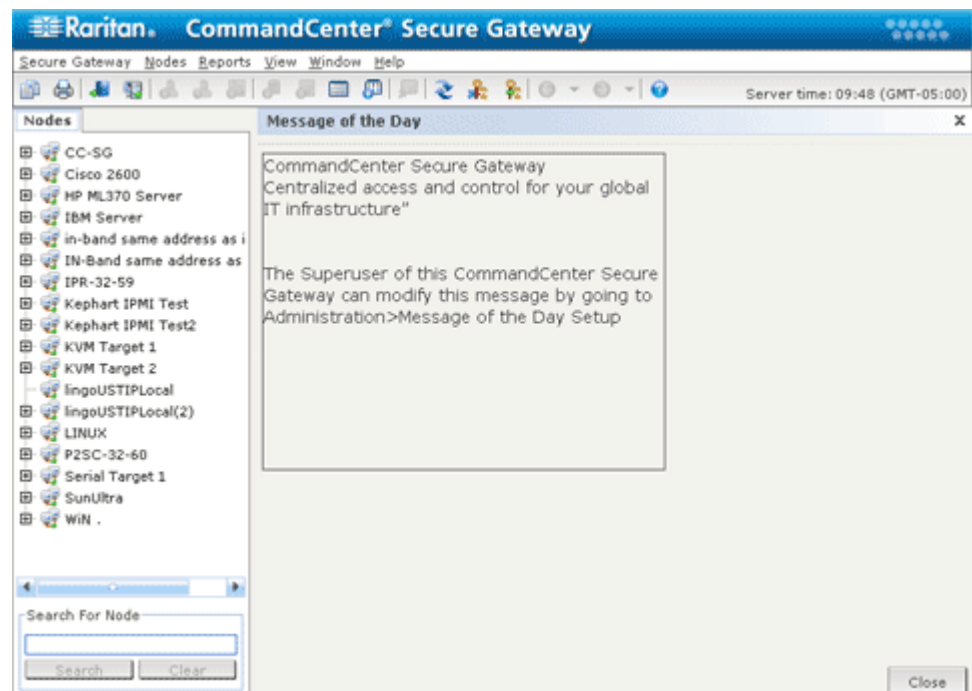 Raritan. CommandCenter® Secure Gateway
Secure Gateway Nodes Reports View Window Help
Server time: 09:48 (GMT-05:00)
Nodes
CC-SG
Cisco 2600
HP ML370 Server
IBM Server
in-band same address as i
IN-Band same address as
IPR-32-59
Kephart IPMI Test
Kephart IPMI Test2
KVM Target 1
KVM Target 2
lingoUSTIPLocal
lingoUSTIPLocal(2)
LINUX
P2SC-32-60
Serial Target 1
SunUltra
WiN .
Search For Node
Search Clear
Message of the Day x
CommandCenter Secure Gateway
Centralized access and control for your global
IT infrastructure"
The Superuser of this CommandCenter Secure
Gateway can modify this message by going to
Administration>Message of the Day Setup
Close